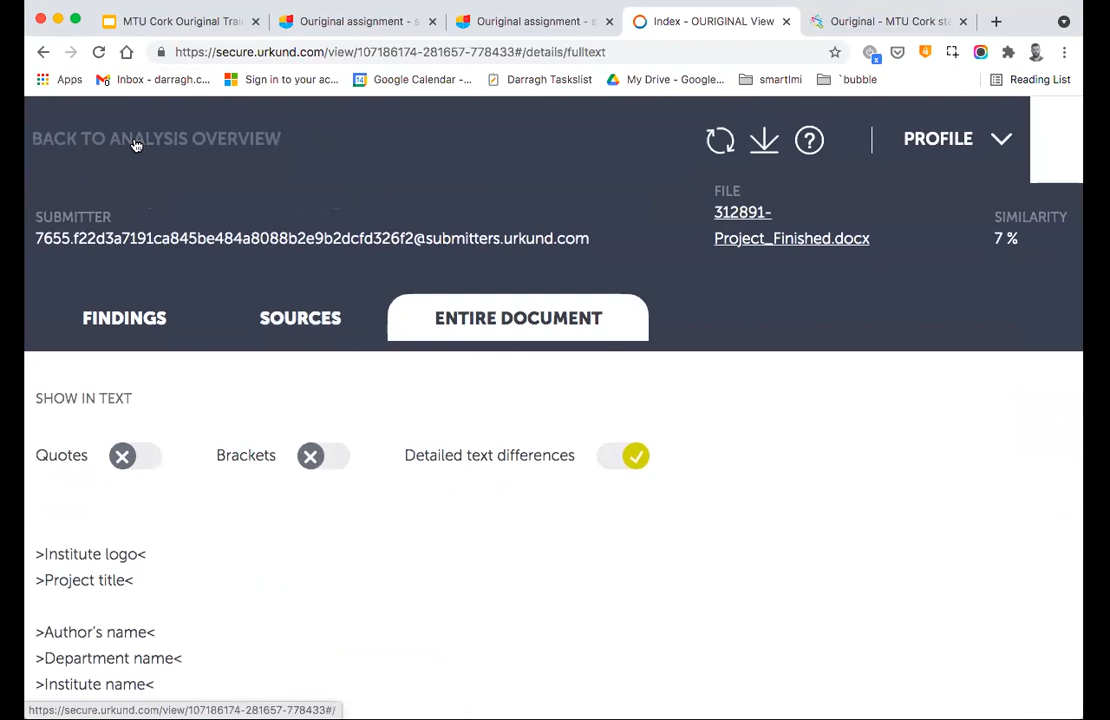 MTU Cork Ouriginal Trai
Ouriginal assignment - s
Ouriginal assignment - s
Index - OURIGINAL View
Ouriginal - MTU Cork st
https://secure.urkund.com/view/107186174-281657-778433#/details/fulltext
Apps
Inbox - darragh.c...
Sign in to your ac...
Google Calendar -...
Darragh Taskslist
My Drive - Google...
smartlmi
`bubble
Reading List
BACK TO ANALYSIS OVERVIEW
PROFILE
SUBMITTER
7655.f22d3a7191ca845be484a8088b2e9b2dcfd326f2@submitters.urkund.com
FILE
312891-
Project_Finished.docx
SIMILARITY
7 %
FINDINGS
SOURCES
ENTIRE DOCUMENT
SHOW IN TEXT
Quotes
Brackets
Detailed text differences
>Institute logo<
>Project title<
>Author's name<
>Department name<
>Institute name<
https://secure.urkund.com/view/107186174-281657-778433#/